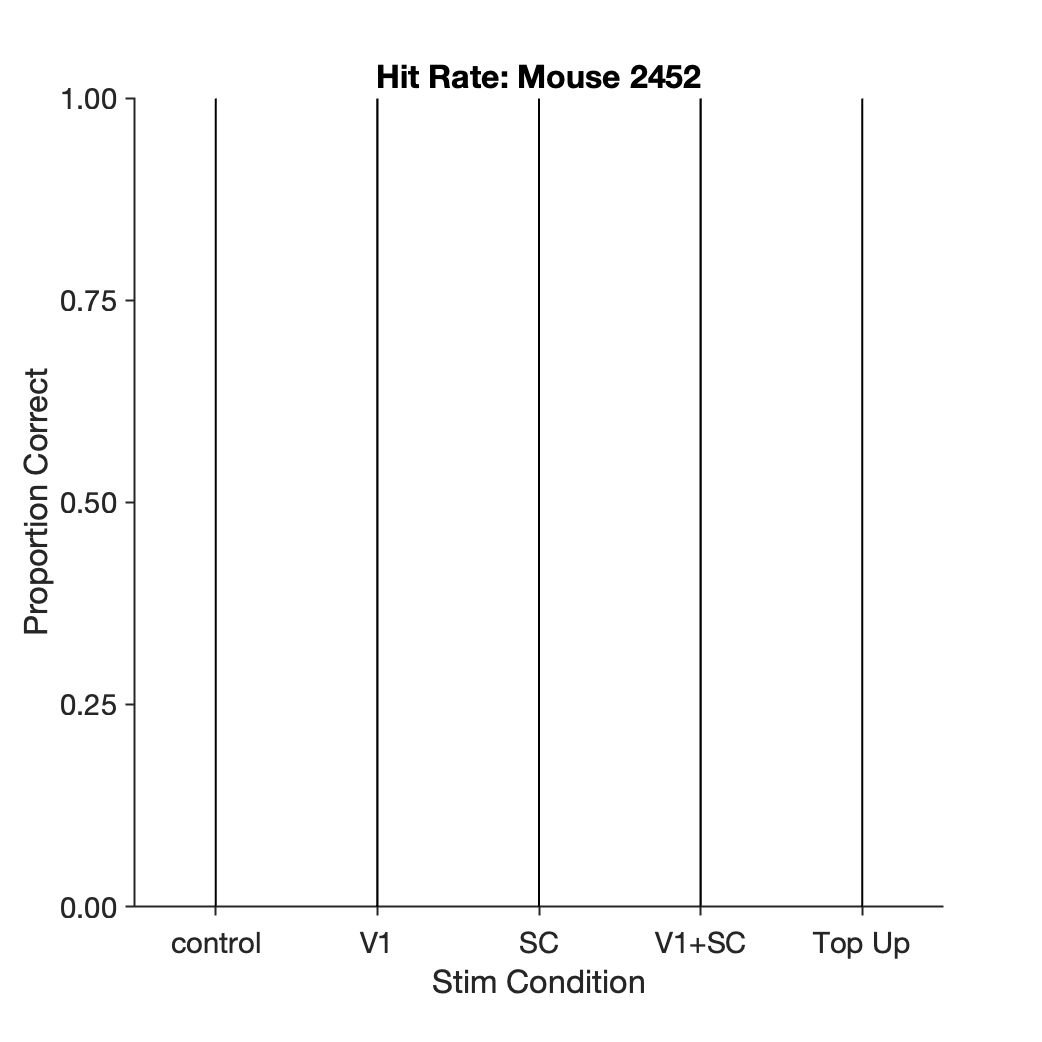 Hit Rate: Mouse 2452
1.00
0.75
0.50
0.25
0.00
Proportion Correct
control
V1
SC
V1+SC
Top Up
Stim Condition